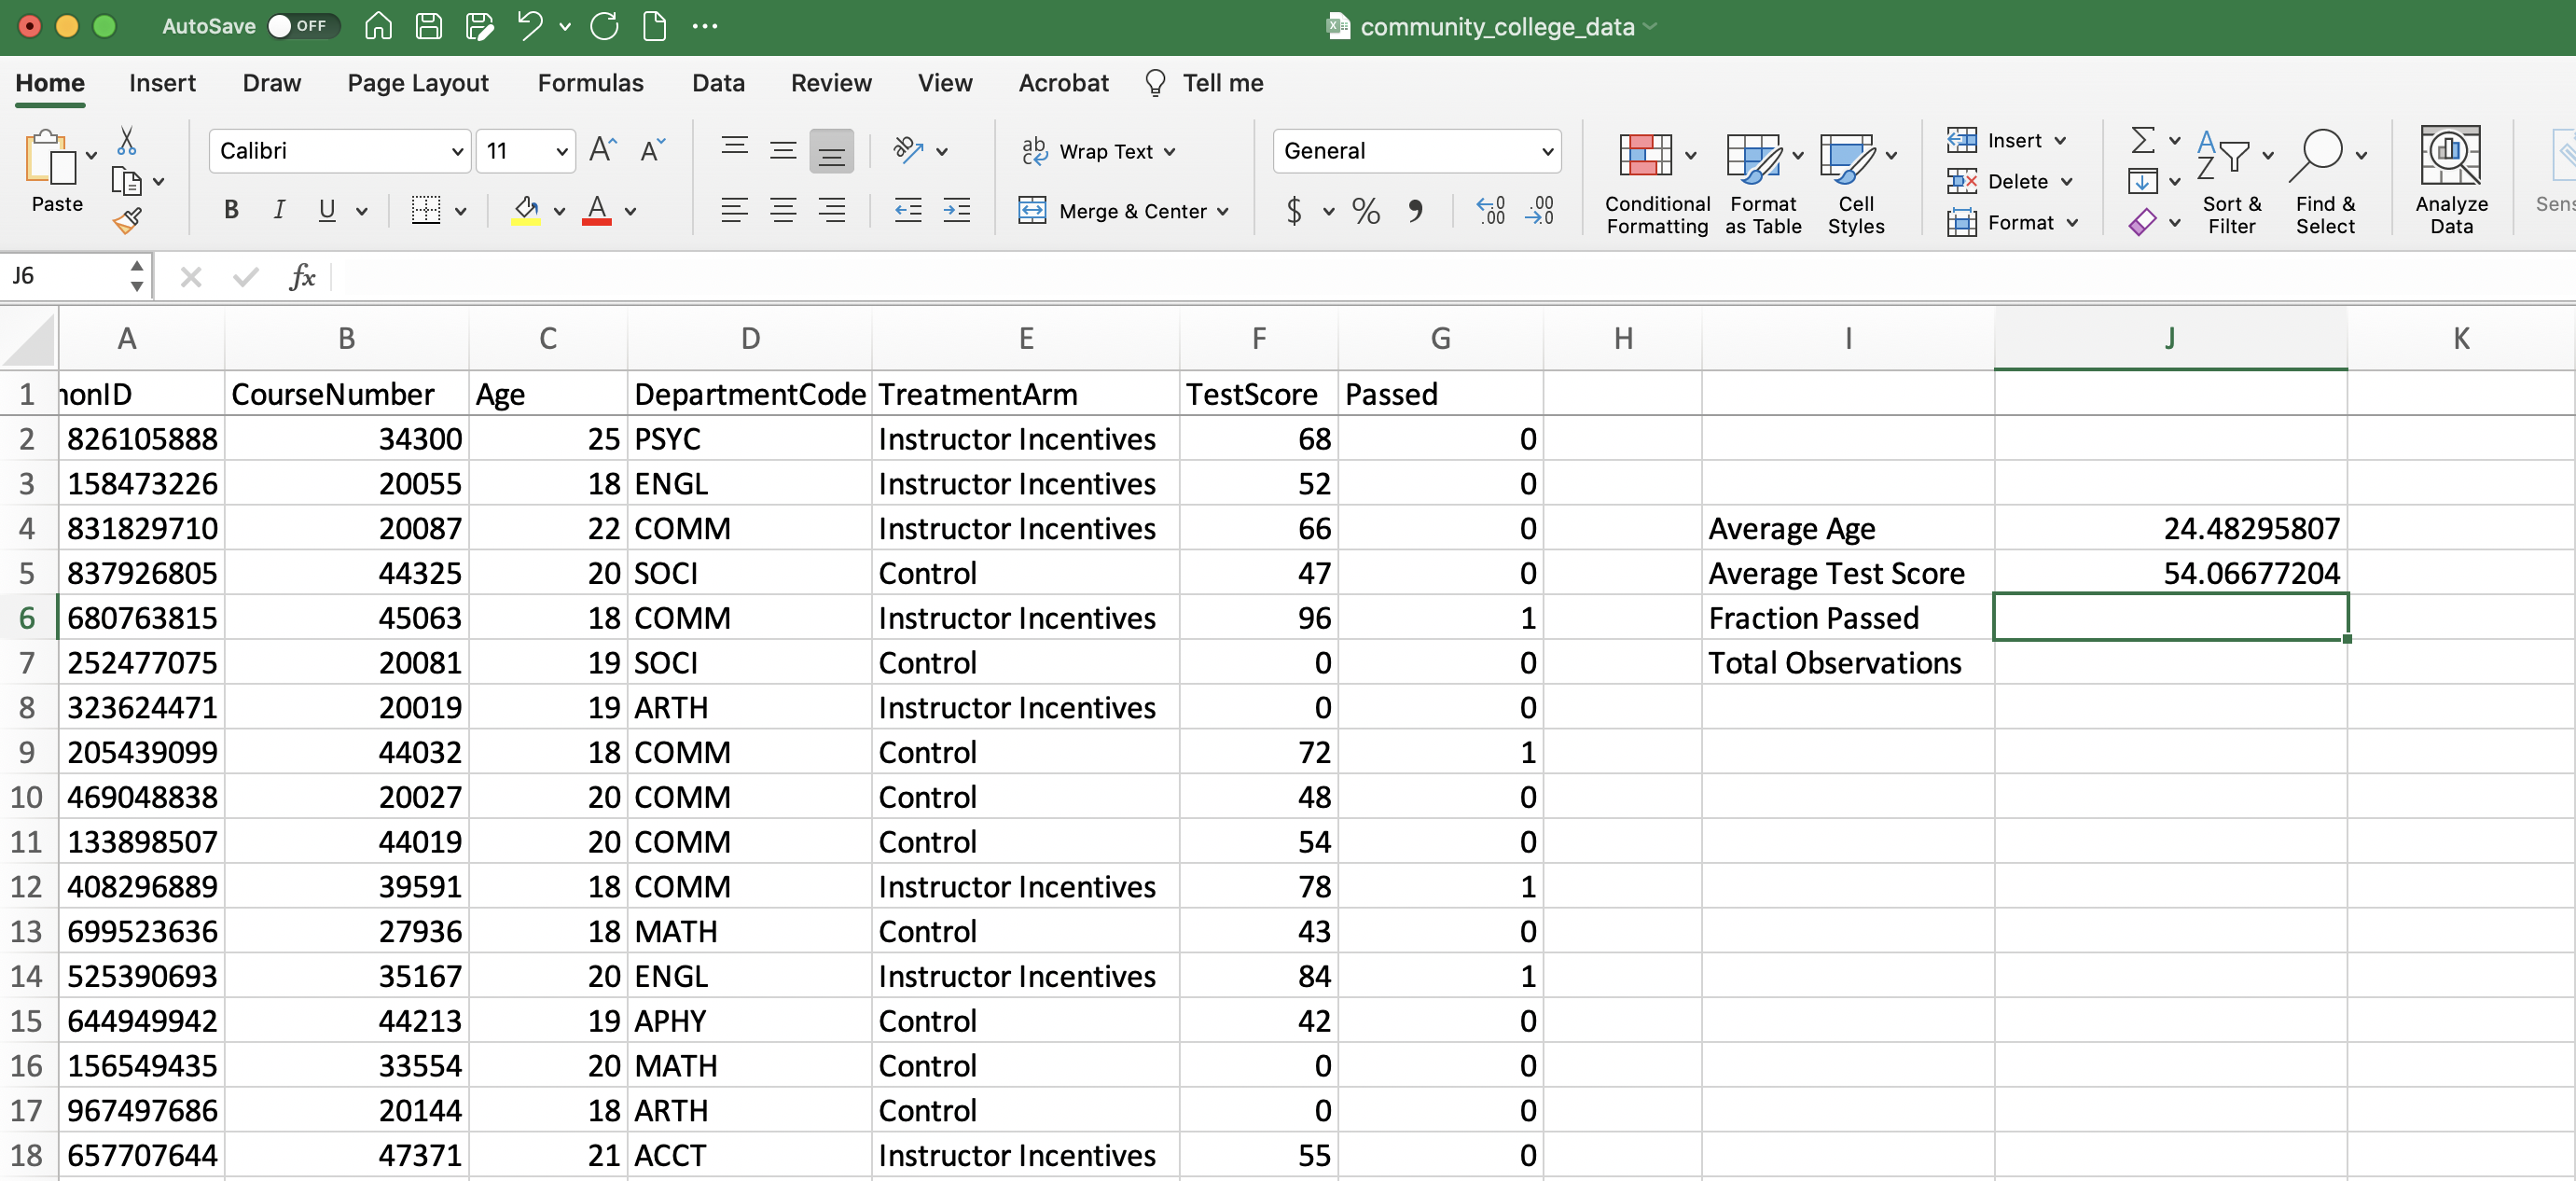 AutoSave OFF community_college_data
Home Insert Draw Page Layout Formulas Data Review View Acrobat Tell me
Paste Calibri 11 A A Wrap Text General Insert
B I U A Merge & Center $ % Conditional Formatting Format as Table Cell Styles Delete Format Sort & Filter Find & Select Analyze Data
J6 fx
A B C D E F G H I J K
1 CourseNumber Age DepartmentCode TreatmentArm TestScore Passed
2 826105888 34300 25 PSYC Instructor Incentives 68 0
3 158473226 20055 18 ENGL Instructor Incentives 52 0
4 831829710 20087 22 COMM Instructor Incentives 66 0 Average Age 24.48295807
5 837926805 44325 20 SOCI Control 47 0 Average Test Score 54.06677204
6 680763815 45063 18 COMM Instructor Incentives 96 1 Fraction Passed
7 252477075 20081 19 SOCI Control 0 0 Total Observations
8 323624471 20019 19 ARTH Instructor Incentives 0 0
9 205439099 44032 18 COMM Control 72 1
10 469048838 20027 20 COMM Control 48 0
11 133898507 44019 20 COMM Control 54 0
12 408296889 39591 18 COMM Instructor Incentives 78 1
13 699523636 27936 18 MATH Control 43 0
14 525390693 35167 20 ENGL Instructor Incentives 84 1
15 644949942 44213 19 APHY Control 42 0
16 156549435 33554 20 MATH Control 0 0
17 967497686 20144 18 ARTH Control 0 0
18 657707644 47371 21 ACCT Instructor Incentives 55 0